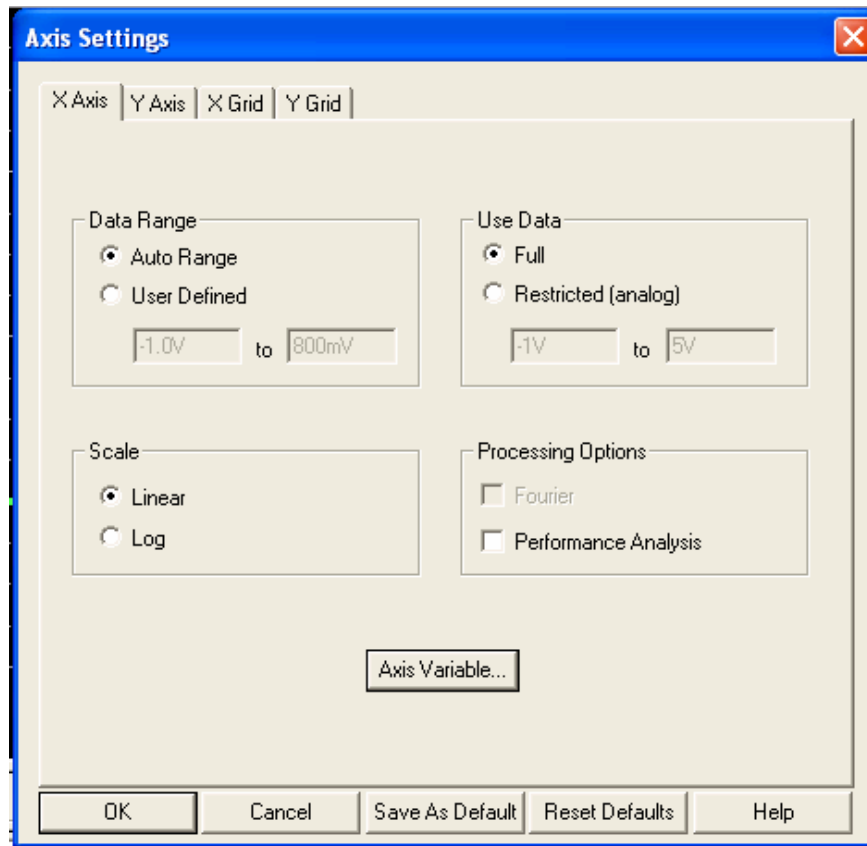 Axis Settings
X Axis Y Axis X Grid Y Grid
Data Range
Auto Range
User Defined
-1.0V to 800mV
Use Data
Full
Restricted (analog)
-1V to 5V
Scale
Linear
Log
Processing Options
Fourier
Performance Analysis
Axis Variable...
OK Cancel Save As Default Reset Defaults Help